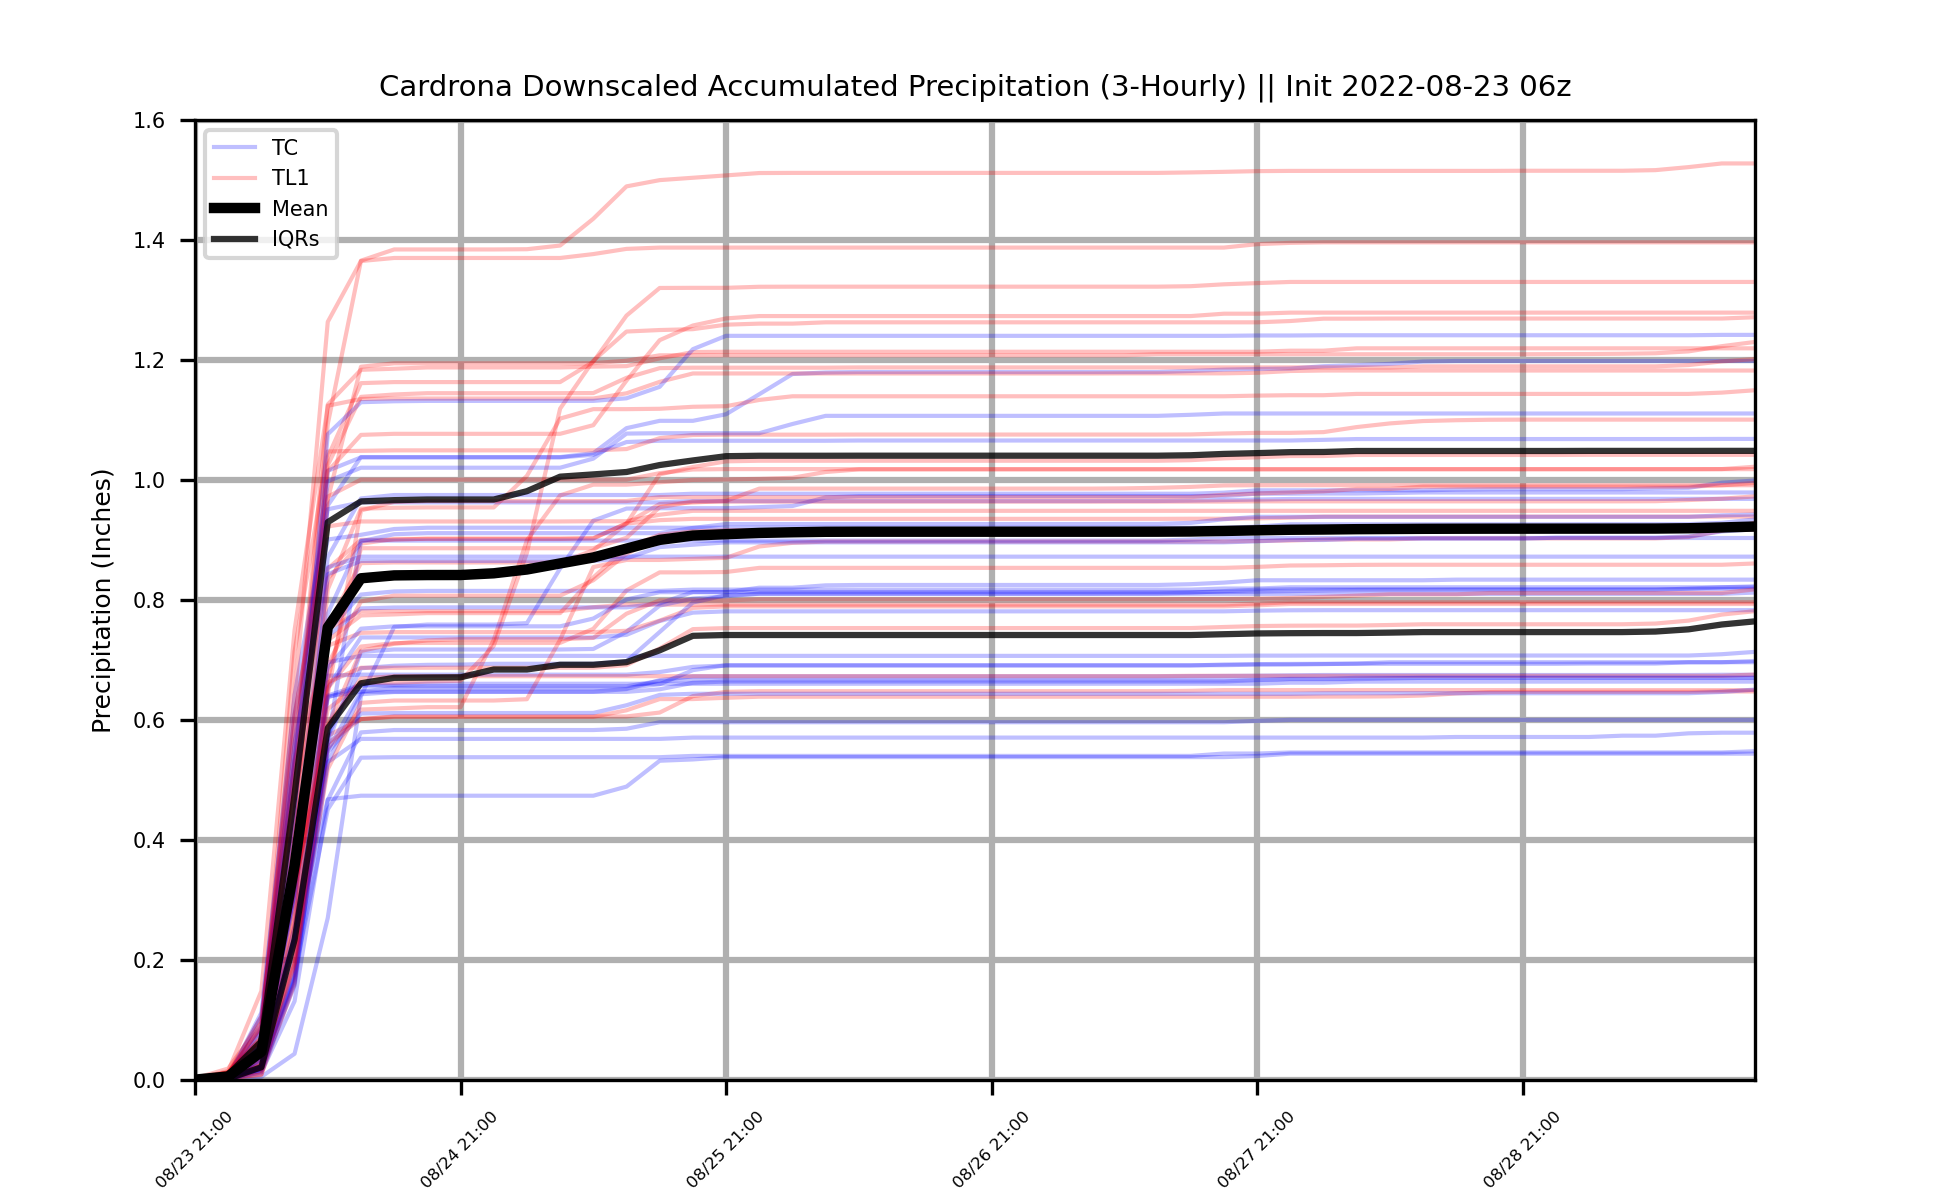 Cardrona Downscaled Accumulated Precipitation (3-Hourly) || Init 2022-08-23 06z
Precipitation (Inches)
1.6
1.4
1.2
1.0
0.8
0.6
0.4
0.2
0.0
TC
TL1
Mean
IQRs
08/23 21:00
08/24 21:00
08/25 21:00
08/26 21:00
08/27 21:00
08/28 21:00